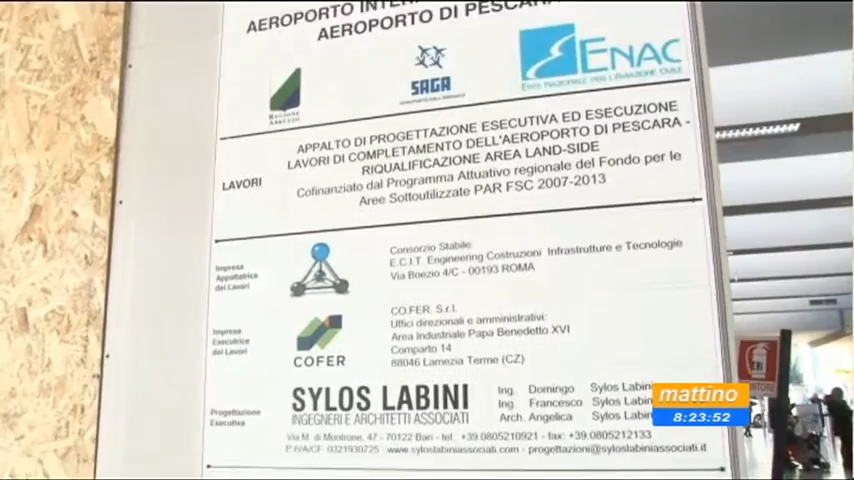 AEROPORTO
AEROPORTO DI PESCARA
REGIONE
ABRUZZO
SAGA
ENAC
ENTE NAZIONALE PER L'AVIAZIONE CIVILE
LAVORI
APPALTO DI PROGETTAZIONE ESECUTIVA ED ESECUZIONE
LAVORI DI COMPLETAMENTO DELL'AEROPORTO DI PESCARA -
RIQUALIFICAZIONE AREA LAND-SIDE
Cofinanziato dal Programma Attuativo regionale del Fondo per le
Aree Sottoutilizzate PAR FSC 2007-2013
Impresa
Appaltatrice
dei Lavori
Consorzio Stabile:
E.C.I.T. Engineering Costruzioni Infrastrutture e Tecnologie
Via Boezio 4/C - 00193 ROMA
Impresa
Esecutrice
dei Lavori
COFER
CO.FER. S.r.l.
Uffici direzionali e amministrativi:
Area Industriale Papa Benedetto XVI
Comparto 14
88046 Lamezia Terme (CZ)
Progettazione
Esecutiva
SYLOS LABINI
INGEGNERI E ARCHITETTI ASSOCIATI
Ing. Domingo Sylos Labini
Ing. Francesco Sylos Labin
Arch. Angelica Sylos Labin
Via M. di Montrone, 47 - 70122 Bari - tel.: +39.0805210921 - fax: +39.0805212133
P.IVA/CF: 0321930725 - www.syloslabiniassociati.com - progettazioni@syloslabiniassociati.it
mattino
8:23:52